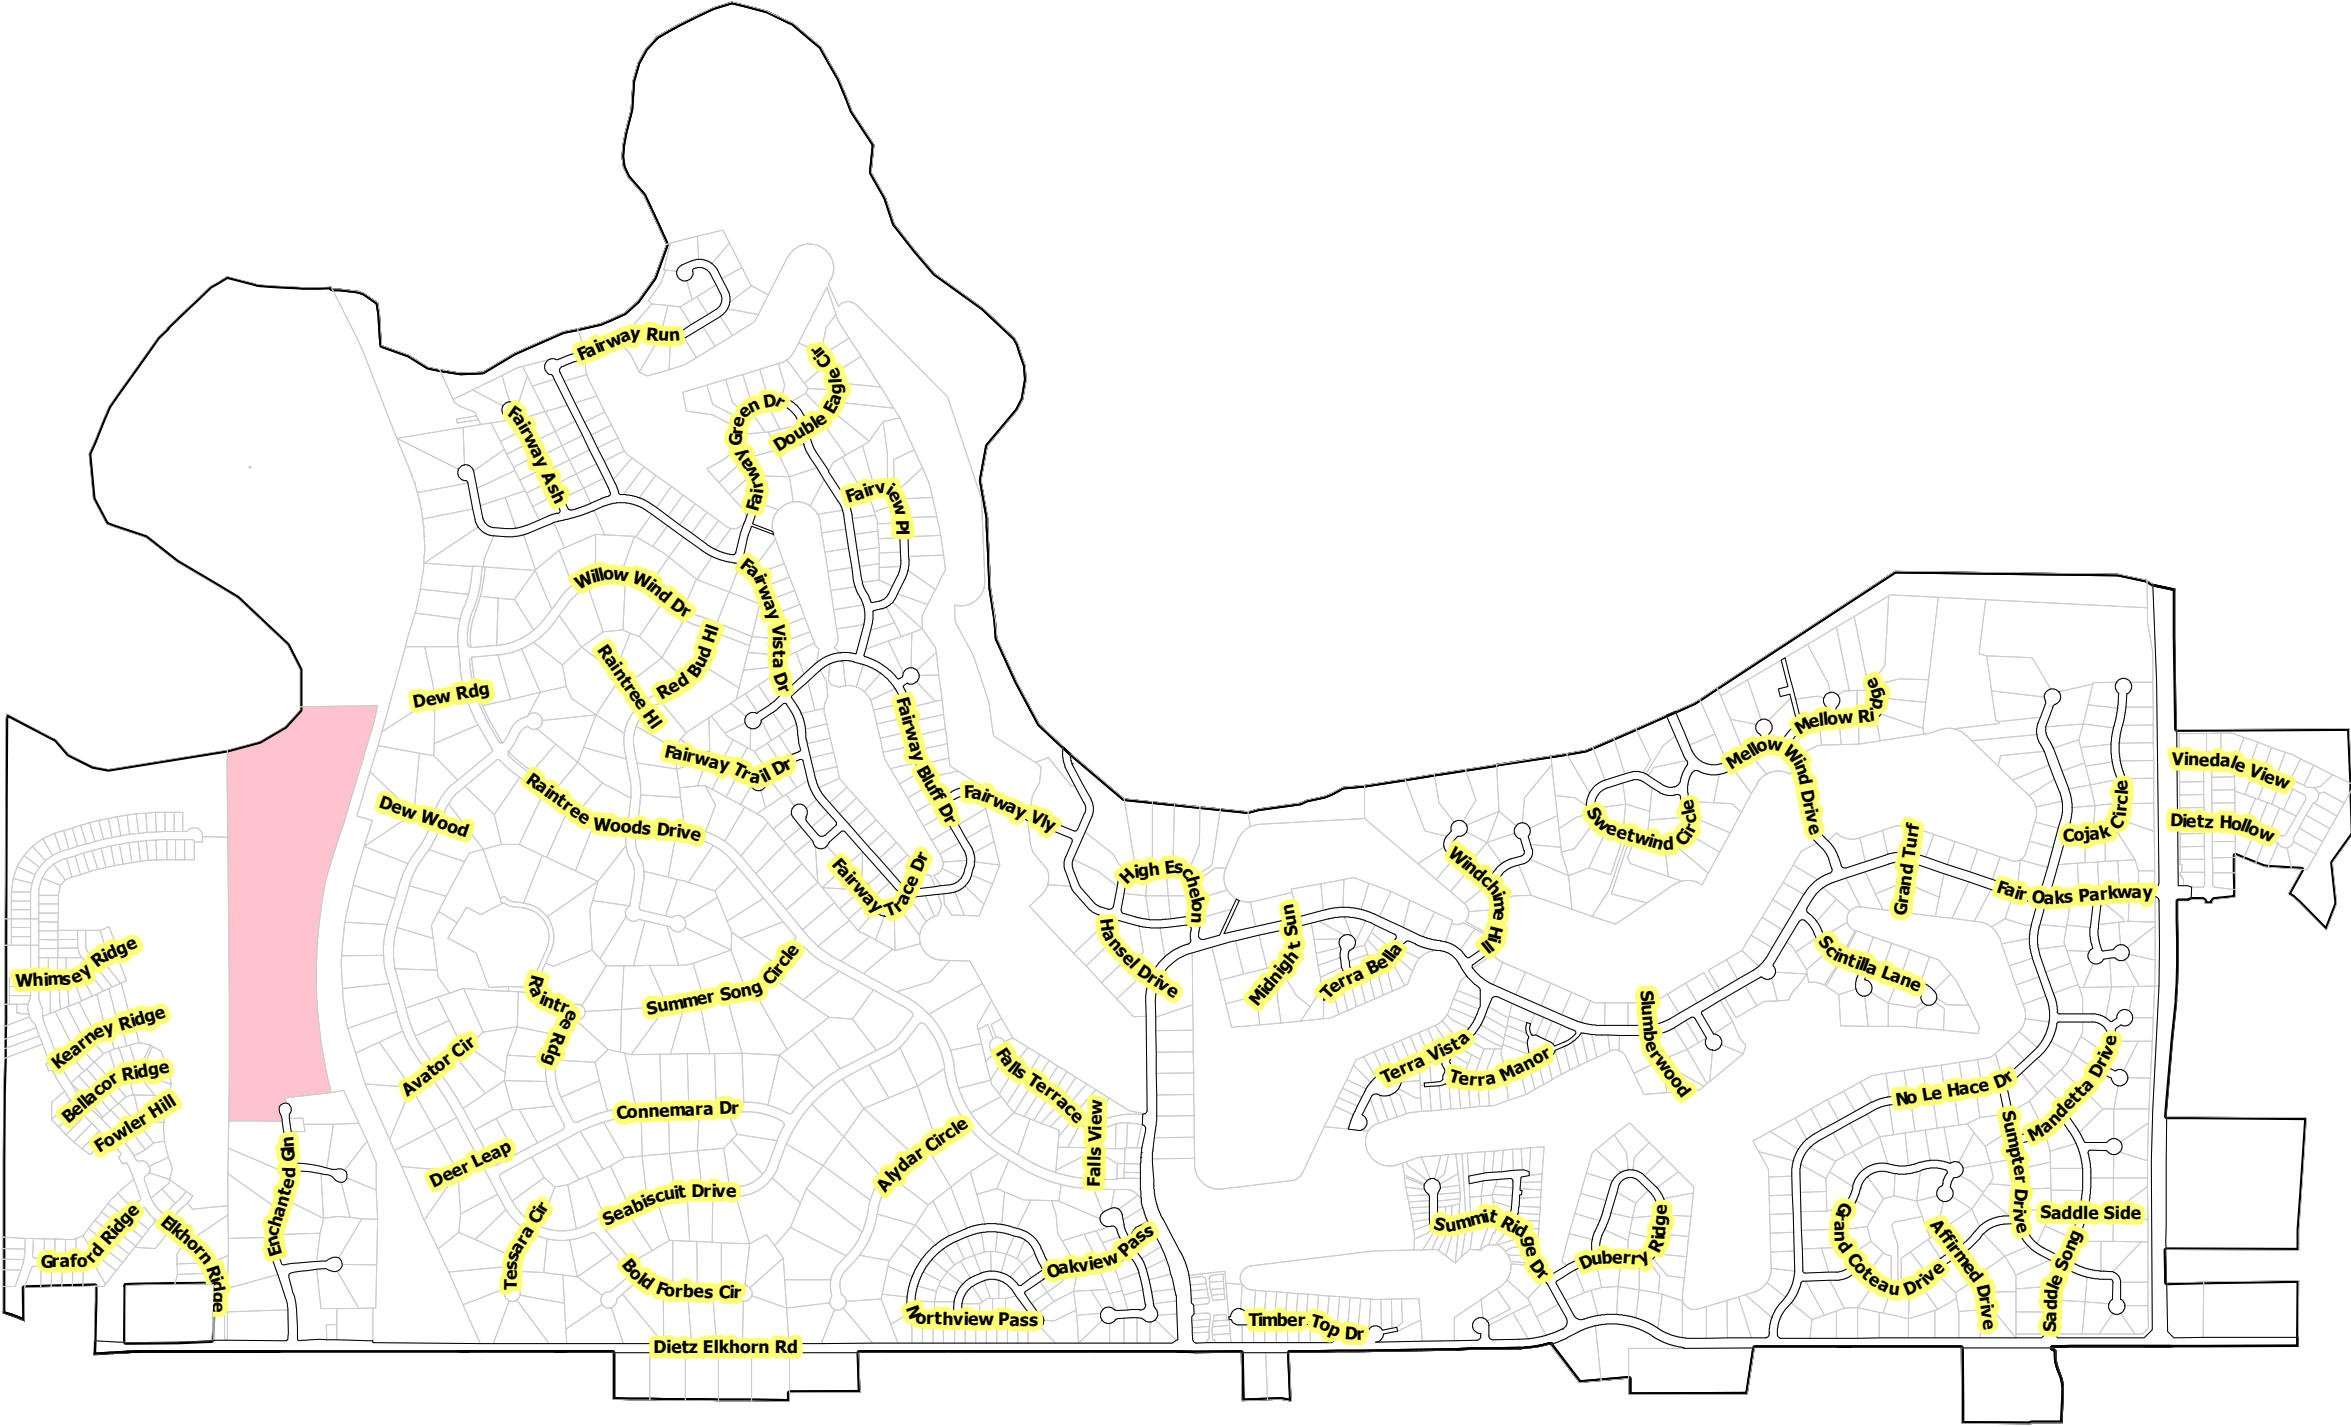 Fairway Run
Double Eagle Cir
Fairway Green Dr
Fairway Ash
Fairview Pl
Willow Wind Dr
Fairway Vista Dr
Red Bud Hl
Raintree Hl
Dew Rdg
Fairway Trail Dr
Fairway Bluff Dr
Fairway Vly
Raintree Woods Drive
Dew Wood
Fairway Trace Dr
High Eschelon
Hansel Drive
Midnight Sun
Terra Bella
Windchime Hill
Sweetwind Circle
Mellow Wind Drive
Mellow Ridge
Vinedale View
Dietz Hollow
Cojak Circle
Grand Turf
Fair Oaks Parkway
Scintilla Lane
Slumberwood
Whimsey Ridge
Kearney Ridge
Bellacor Ridge
Fowler Hill
Summer Song Circle
Raintree Rdg
Avator Cir
Falls Terrace
Falls View
Terra Vista
Terra Manor
Connemara Dr
Deer Leap
Alydar Circle
No Le Hace Dr
Mandetta Drive
Sumpter Drive
Saddle Side
Saddle Song
Affirmed Drive
Grand Coteau Drive
Enchanted Gln
Graford Ridge
Elkhorn Ridge
Seabiscuit Drive
Tessara Cir
Bold Forbes Cir
Oakview Pass
Northview Pass
Summit Ridge Dr
Duberry Ridge
Timber Top Dr
Dietz Elkhorn Rd